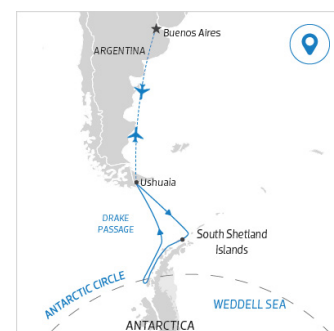 Buenos Aires
ARGENTINA
Ushuaia
DRAKE
PASSAGE
South Shetland
Islands
ANTARCTIC CIRCLE
WEDDELL SEA
ANTARCTICA